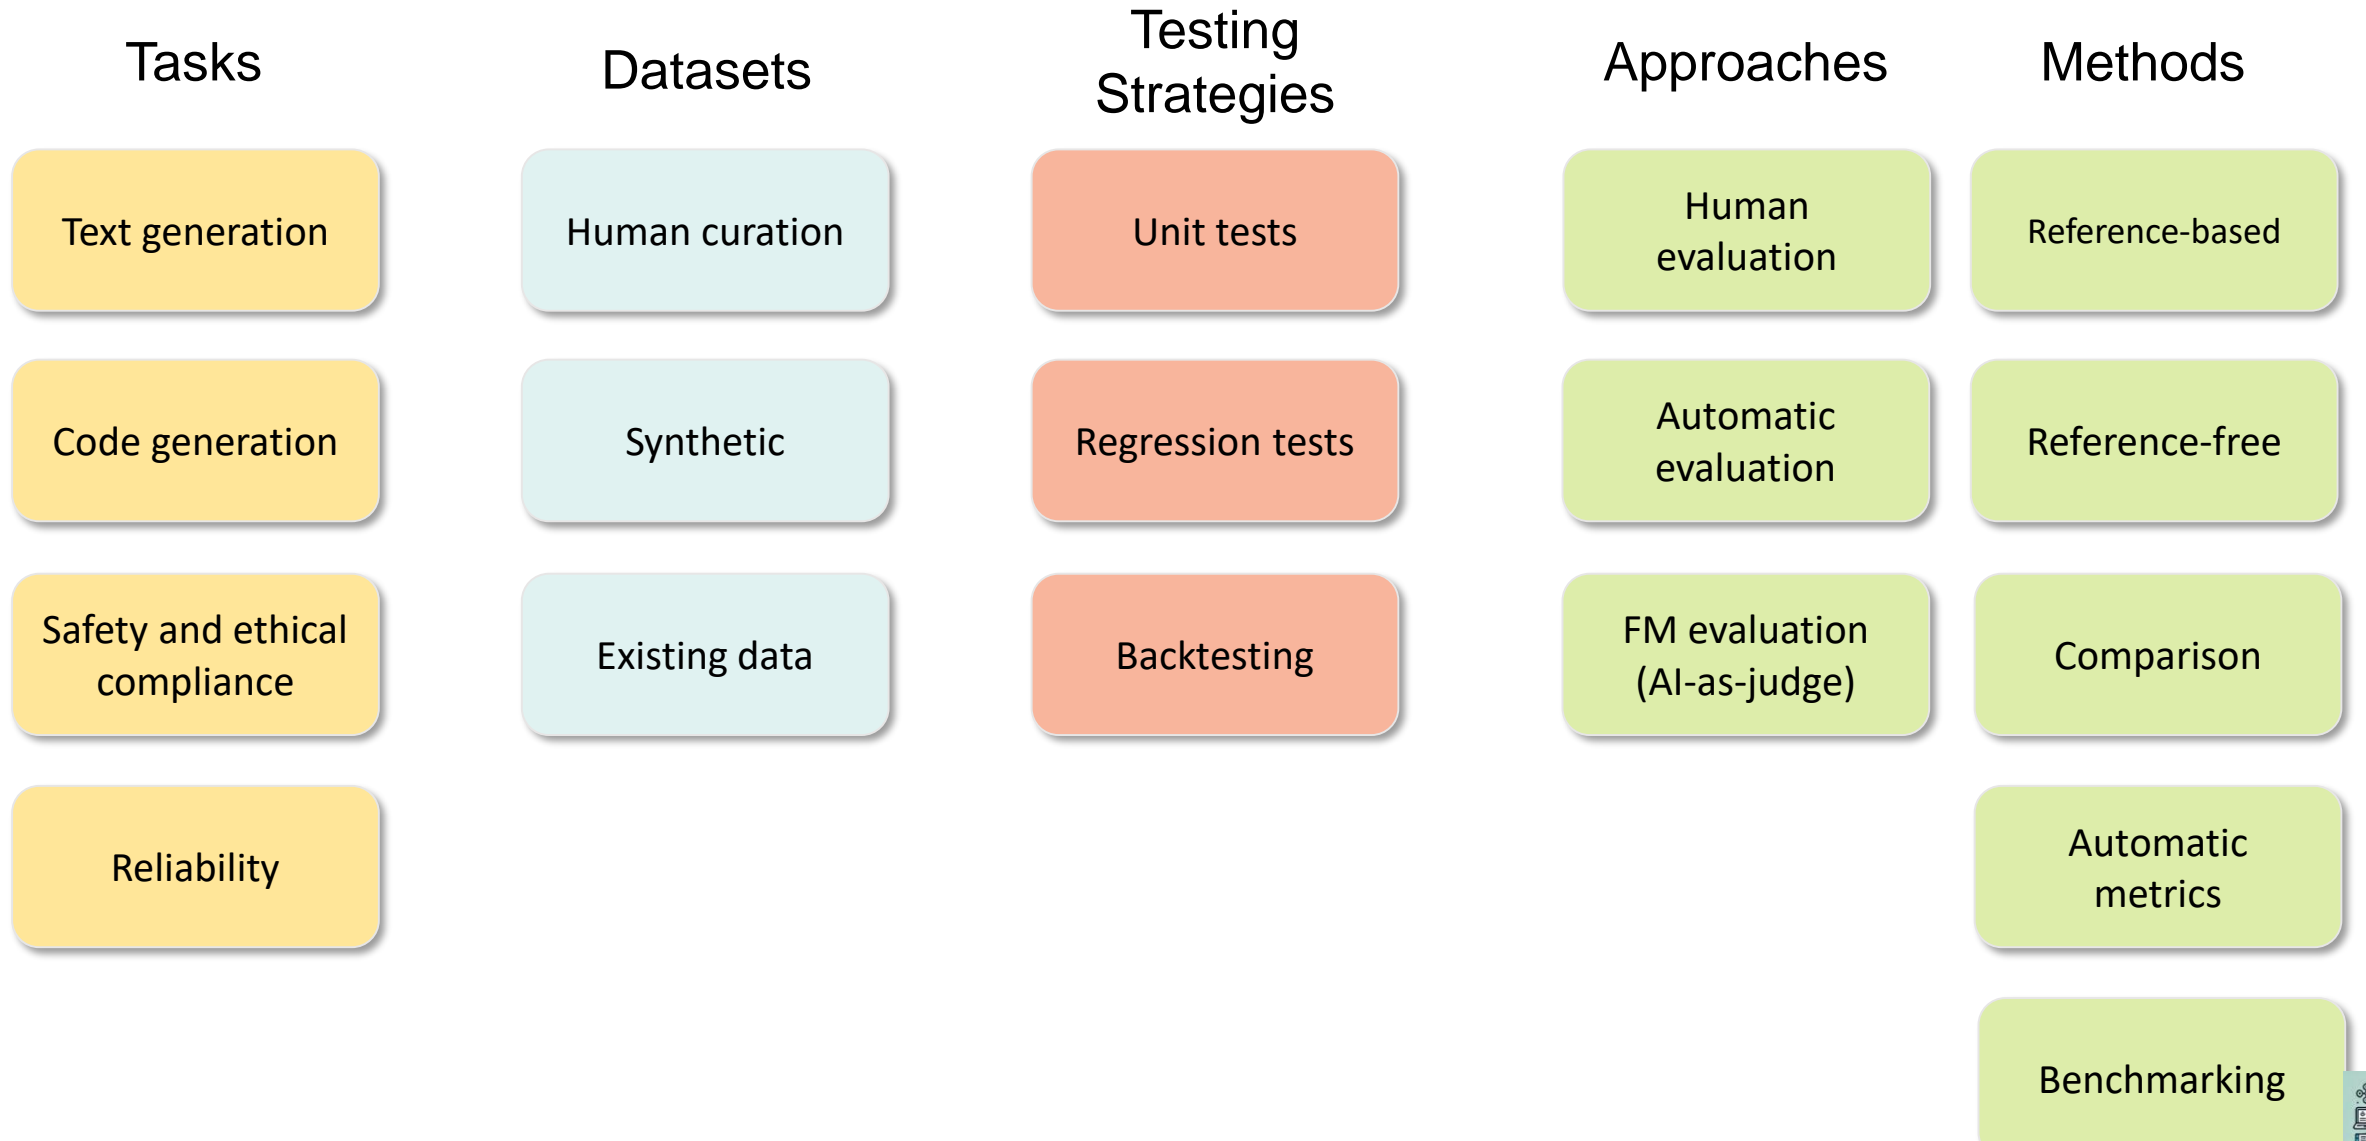 Tasks
Datasets
Testing
Strategies
Approaches
Methods
Text generation
Human curation
Unit tests
Human
evaluation
Reference-based
Code generation
Synthetic
Regression tests
Automatic
evaluation
Reference-free
Safety and ethical
compliance
Existing data
Backtesting
FM evaluation
(AI-as-judge)
Comparison
Reliability
Automatic
metrics
Benchmarking